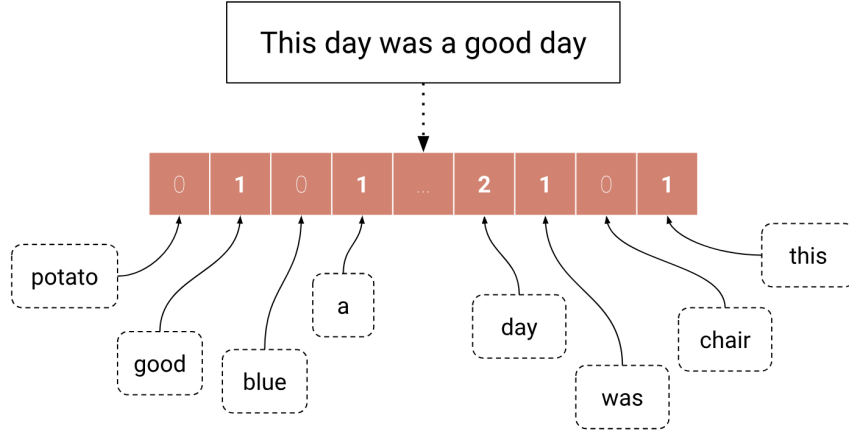 This day was a good day
0 1 0 1 ... 2 1 0 1
potato
good
blue
a
day
was
chair
this